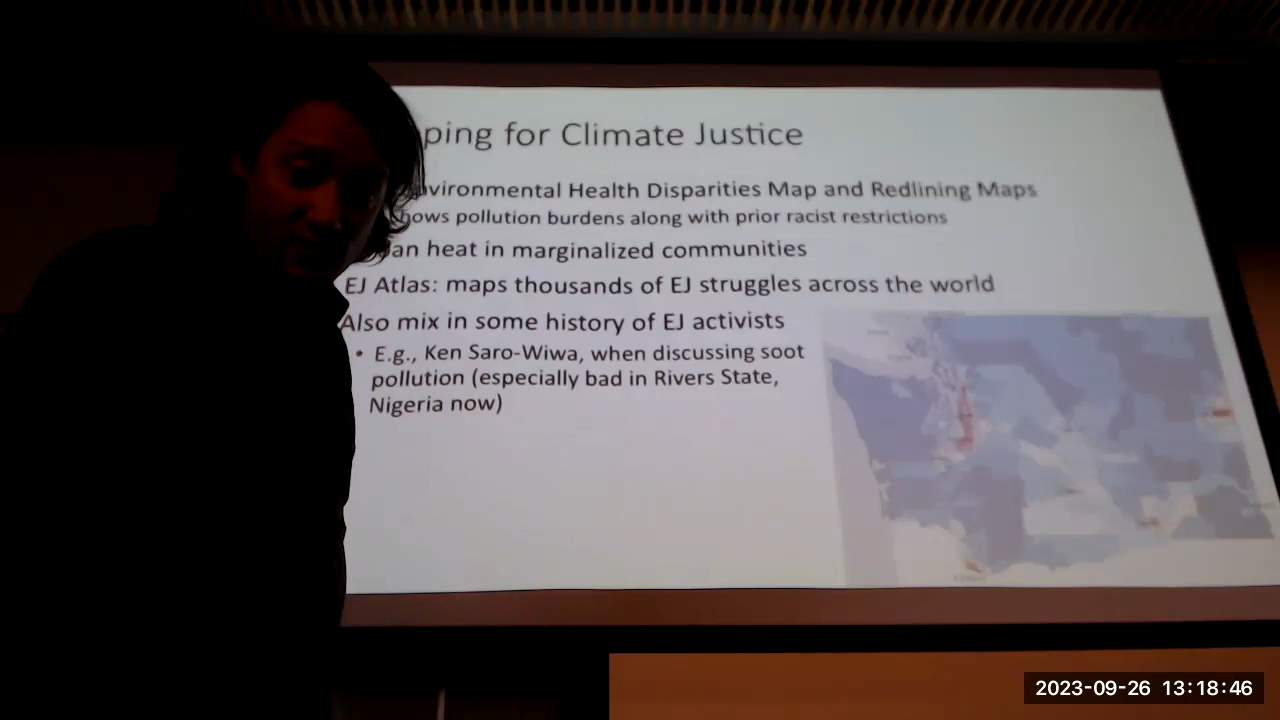 ping for Climate Justice
vironmental Health Disparities Map and Redlining Maps
ows pollution burdens along with prior racist restrictions
an heat in marginalized communities
EJ Atlas: maps thousands of EJ struggles across the world
Also mix in some history of EJ activists
• E.g., Ken Saro-Wiwa, when discussing soot
pollution (especially bad in Rivers State,
Nigeria now)
2023-09-26 13:18:46